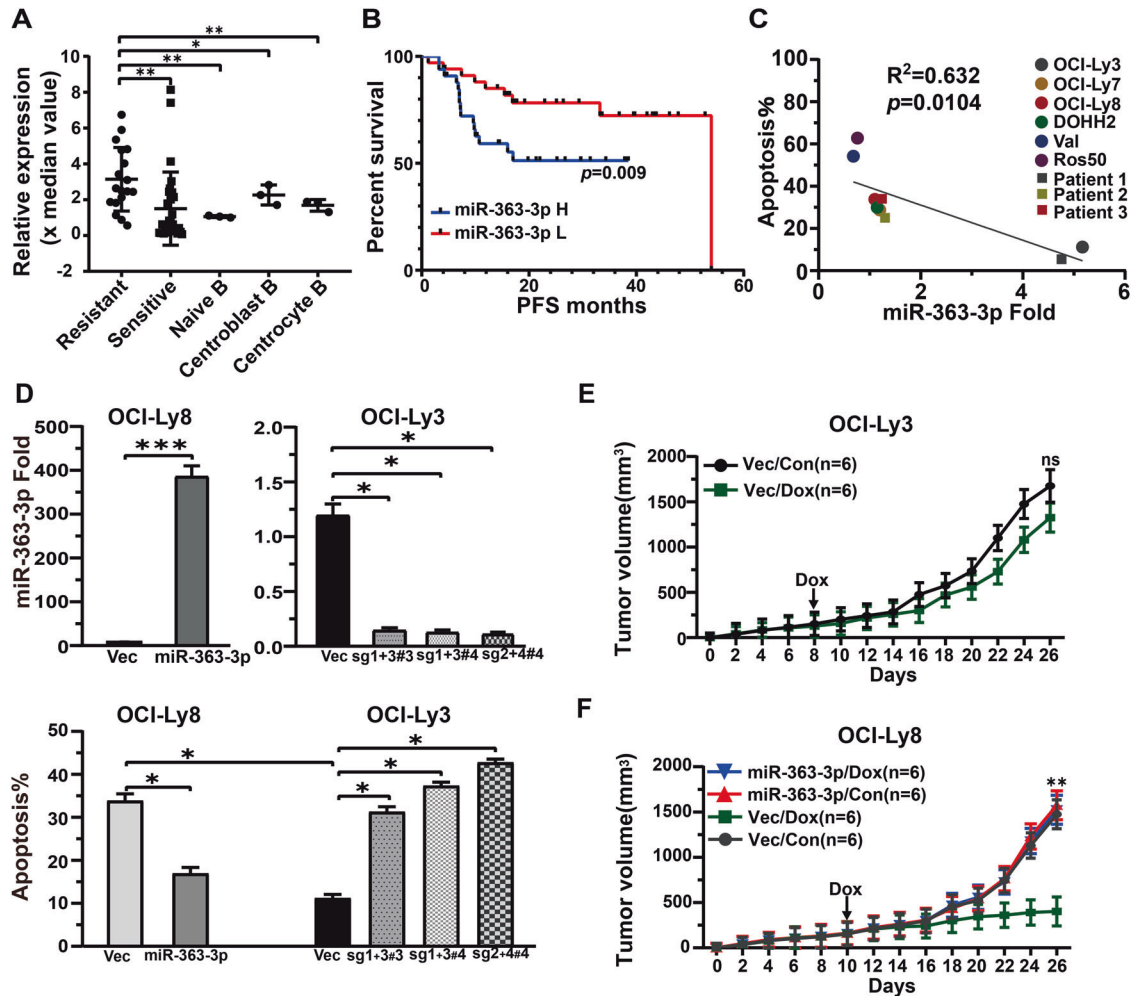 A
Relative expression
(x median value)
10
8
6
4
2
0
-2
**
*
**
**
Resistant
Sensitive
Naive B
Centroblast B
Centrocyte B
B
Percent survival
100
50
0
p=0.009
miR-363-3p H
miR-363-3p L
0
20
40
60
PFS months
C
Apoptosis%
100
80
60
40
20
0
R²=0.632
p=0.0104
OCI-Ly3
OCI-Ly7
OCI-Ly8
DOHH2
Val
Ros50
Patient 1
Patient 2
Patient 3
0
2
4
6
miR-363-3p Fold
D
OCI-Ly8
miR-363-3p Fold
500
400
300
200
100
0
***
Vec
miR-363-3p
OCI-Ly3
2.0
1.5
1.2
0.5
0.0
*
*
*
Vec
sg1+3#3
sg1+3#4
sg2+4#4
OCI-Ly8
OCI-Ly3
Apoptosis%
50
40
30
20
10
0
*
*
*
*
*
Vec
miR-363-3p
Vec
sg1+3#3
sg1+3#4
sg2+4#4
E
OCI-Ly3
Tumor volume(mm³)
2000
1500
1000
500
0
Vec/Con(n=6)
Vec/Dox(n=6)
ns
Dox
0 2 4 6 8 10 12 14 16 18 20 22 24 26
Days
F
OCI-Ly8
Tumor volume(mm³)
2000
1500
1000
500
0
miR-363-3p/Dox(n=6)
miR-363-3p/Con(n=6)
Vec/Dox(n=6)
Vec/Con(n=6)
**
Dox
0 2 4 6 8 10 12 14 16 18 20 22 24 26
Days